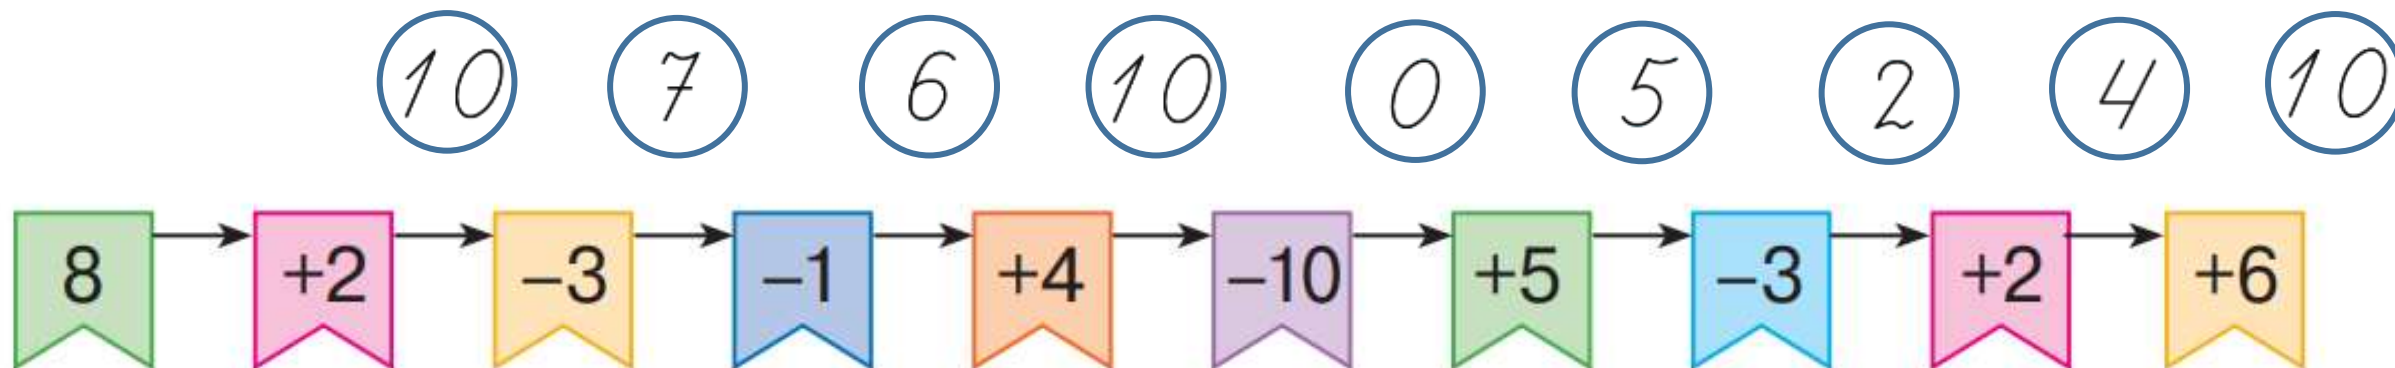 10 7 6 10 0 5 2 4 10
8 +2 –3 –1 +4 –10 +5 –3 +2 +6